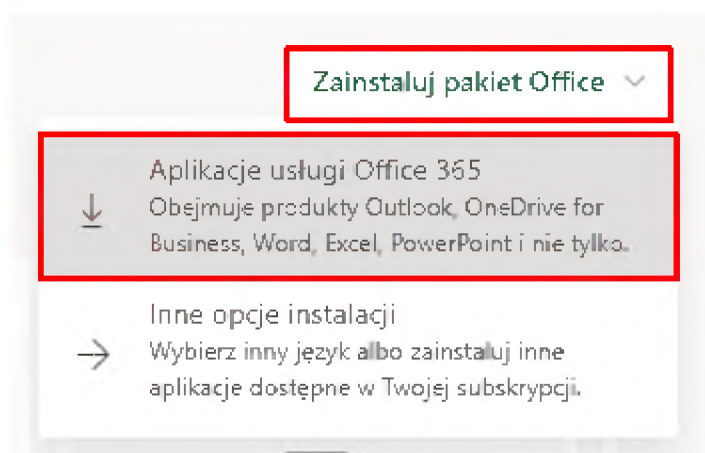 Zainstaluj pakiet Office
Aplikacje usługi Office 365
Obejmuje produkty Outlook, OneDrive for
Business, Word, Excel, PowerPoint i nie tylko.
Inne opcje instalacji
Wybierz inny język albo zainstaluj inne
aplikacje dostępne w Twojej subskrypcji.